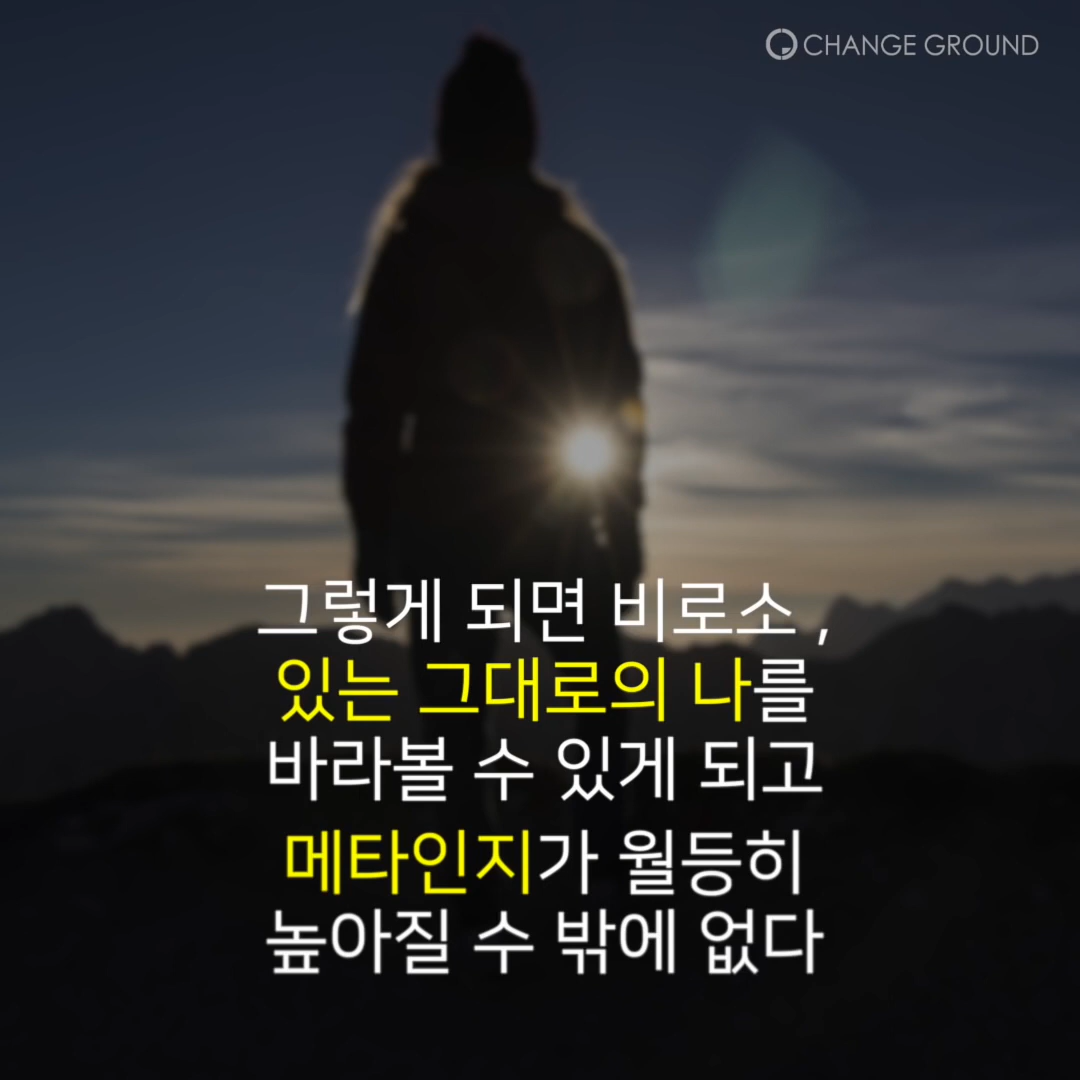 CHANGE GROUND
그렇게 되면 비로소 ,
있는 그대로의 나를
바라볼 수 있게 되고
메타인지가 월등히
높아질 수 밖에 없다